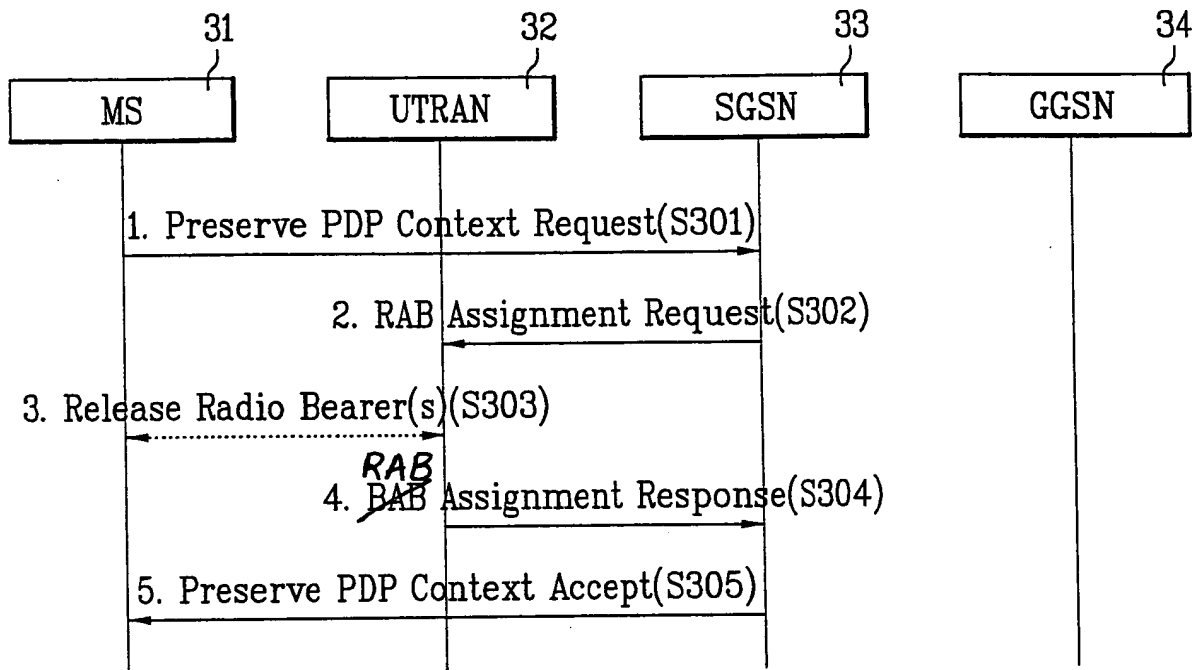 31 32 33 34
MS UTRAN SGSN GGSN
1. Preserve PDP Context Request(S301)
2. RAB Assignment Request(S302)
3. Release Radio Bearer(s)(S303)
RAB
4. BAB Assignment Response(S304)
5. Preserve PDP Context Accept(S305)